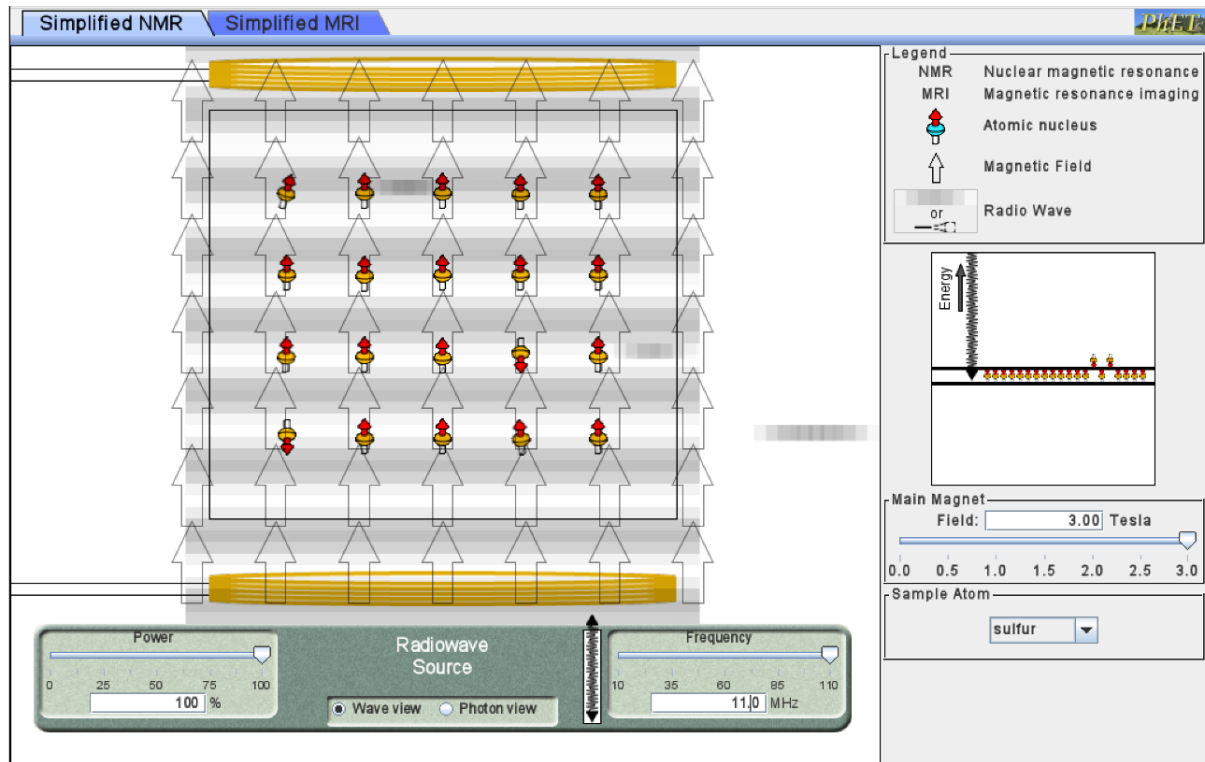 Simplified NMR
Simplified MRI
PhET
Legend
NMR Nuclear magnetic resonance
MRI Magnetic resonance imaging
Atomic nucleus
Magnetic Field
or
Radio Wave
Energy
Main Magnet
Field: 3.00 Tesla
0.0 0.5 1.0 1.5 2.0 2.5 3.0
Sample Atom
sulfur
Power
0 25 50 75 100
100 %
Radiowave
Source
Wave view Photon view
Frequency
10 35 60 85 110
11.0 MHz